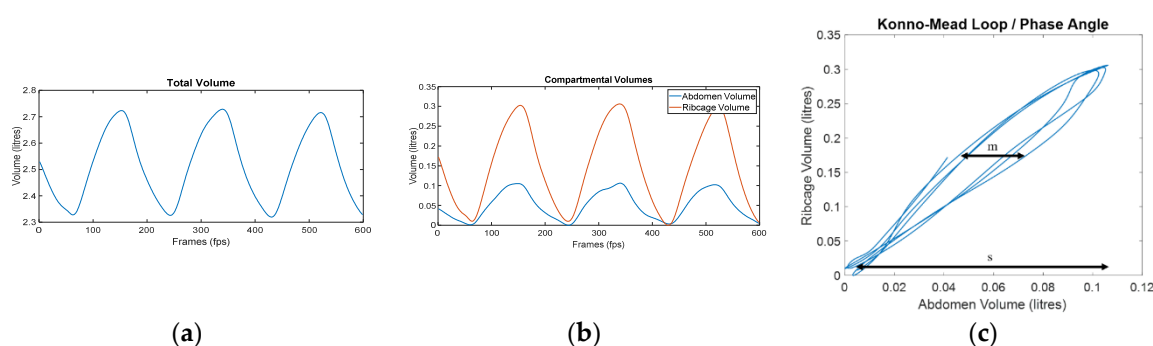 Total Volume
Volume (litres)
2.8
2.7
2.6
2.5
2.4
2.3
0
100
200
300
400
500
600
Frames (fps)
(a)
Compartmental Volumes
Abdomen Volume
Ribcage Volume
Volume (litres)
0.35
0.3
0.25
0.2
0.15
0.1
0.05
0
0
100
200
300
400
500
600
Frames (fps)
(b)
Konno-Mead Loop / Phase Angle
Ribcage Volume (litres)
0.35
0.3
0.25
0.2
0.15
0.1
0.05
0
m
s
0
0.02
0.04
0.06
0.08
0.1
0.12
Abdomen Volume (litres)
(c)